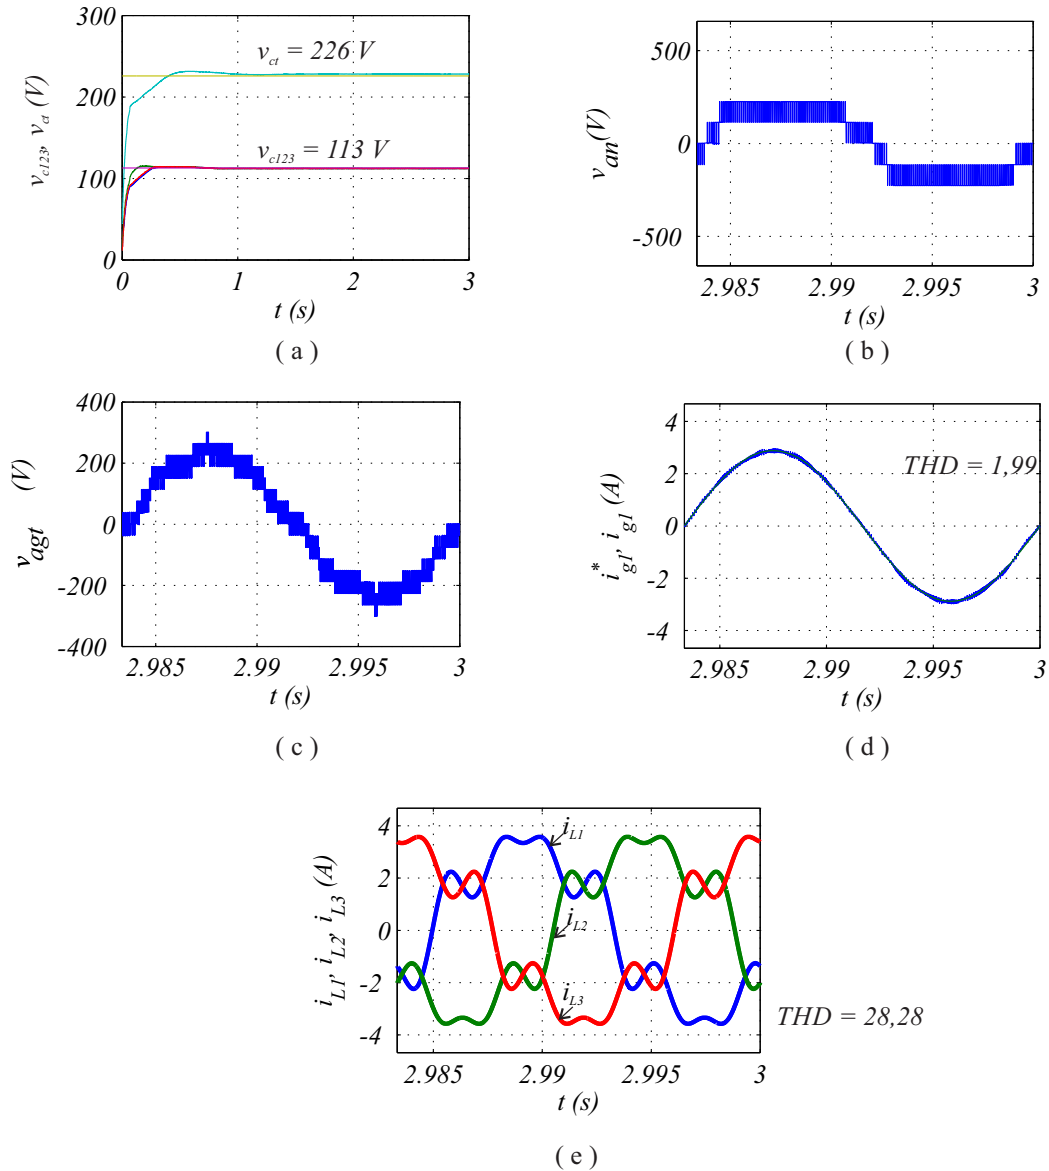 300
200
100
0
0
1
2
3
v_ct = 226 V
v_c123 = 113 V
v_c123, v_ct (V)
t (s)
( a )
500
0
-500
2.985
2.99
2.995
3
v_an(V)
t (s)
( b )
400
200
0
-200
-400
2.985
2.99
2.995
3
v_agt (V)
t (s)
( c )
4
2
0
-2
-4
2.985
2.99
2.995
3
THD = 1,99
i*_g1, i_g1 (A)
t (s)
( d )
4
2
0
-2
-4
2.985
2.99
2.995
3
i_L1
i_L2
i_L3
i_L1, i_L2, i_L3 (A)
THD = 28,28
t (s)
( e )